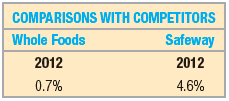 COMPARISONS WITH COMPETITORS
Whole Foods Safeway
2012 2012
0.7% 4.6%